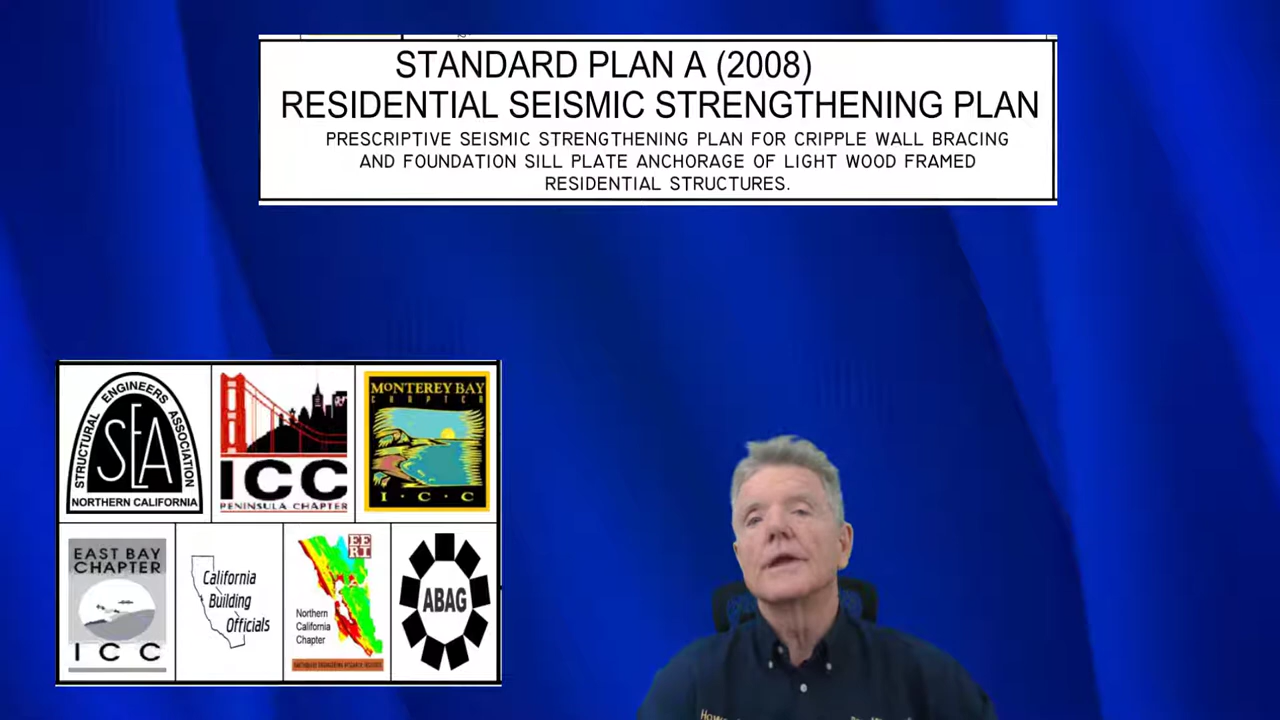 STANDARD PLAN A (2008)
RESIDENTIAL SEISMIC STRENGTHENING PLAN
PRESCRIPTIVE SEISMIC STRENGTHENING PLAN FOR CRIPPLE WALL BRACING
AND FOUNDATION SILL PLATE ANCHORAGE OF LIGHT WOOD FRAMED
RESIDENTIAL STRUCTURES.
STRUCTURAL ENGINEERS ASSOCIATION
SEA
NORTHERN CALIFORNIA
ICC
PENINSULA CHAPTER
MONTEREY BAY
CHAPTER
I·C·C
EAST BAY
CHAPTER
I C C
California
Building
Officials
EE
RI
Northern
California
Chapter
ABAG